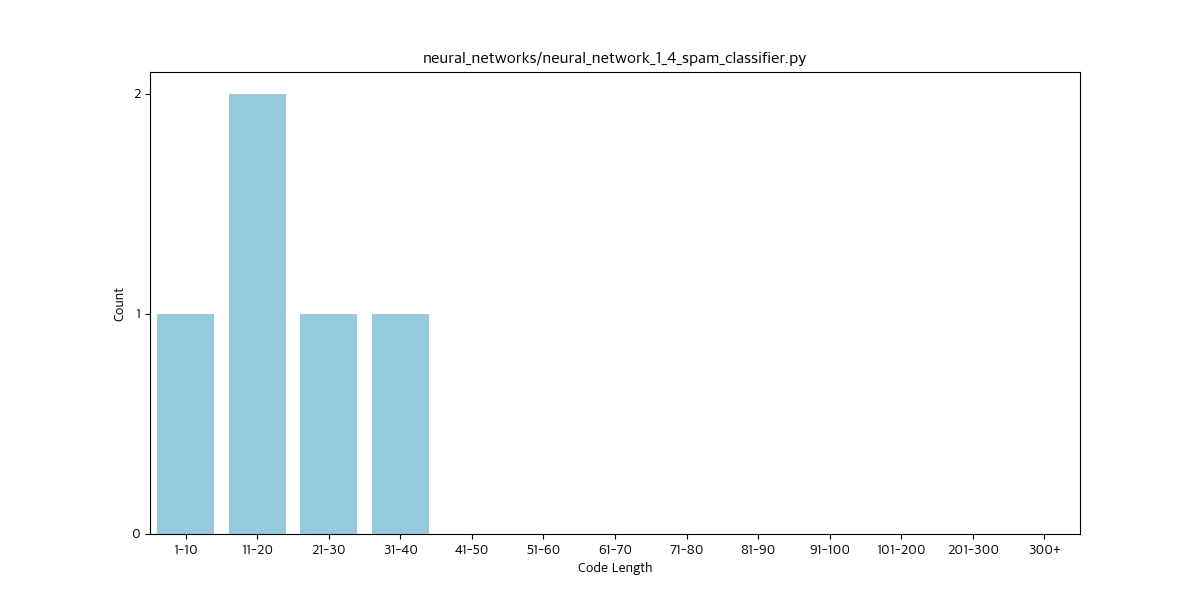 neural_networks/neural_network_1_4_spam_classifier.py
2
1
0
Count
1-10 11-20 21-30 31-40 41-50 51-60 61-70 71-80 81-90 91-100 101-200 201-300 300+
Code Length